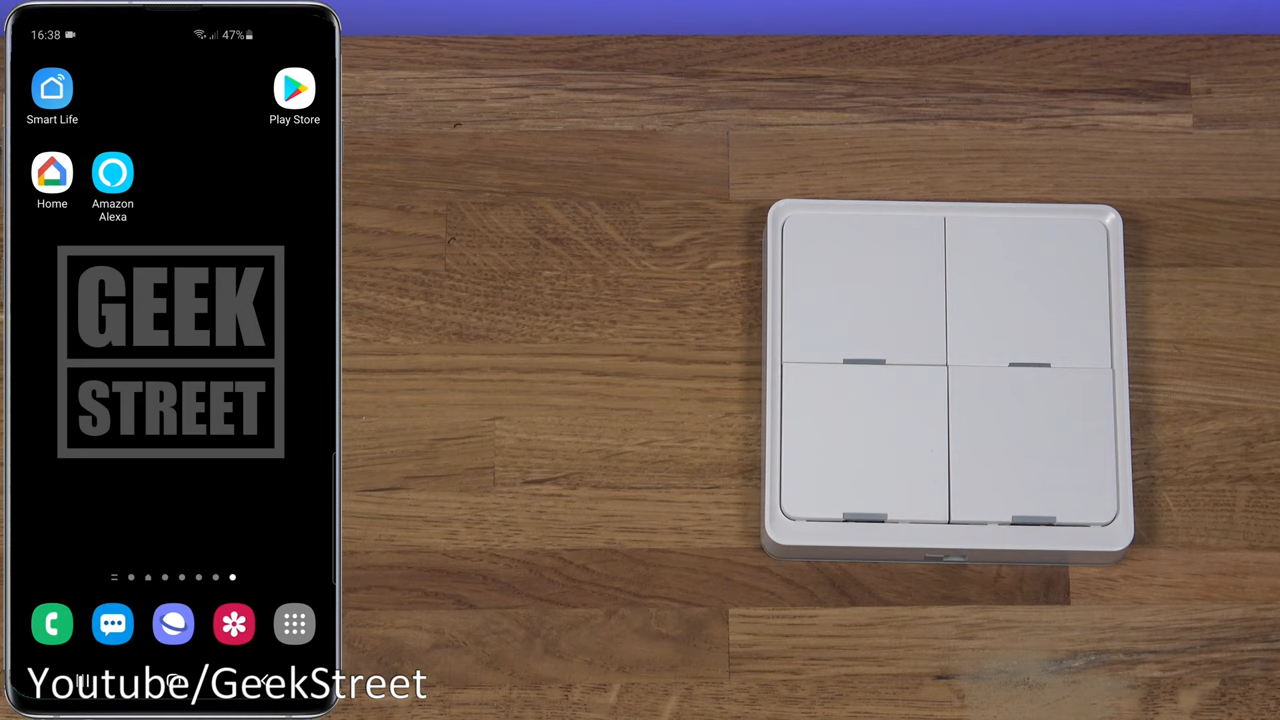 16:38
47%
Smart Life
Play Store
Home
Amazon
Alexa
GEEK
STREET
Youtube/GeekStreet